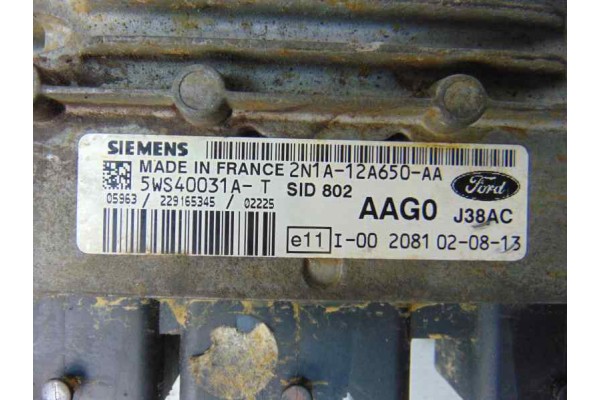 SIEMENS
MADE IN FRANCE 2N1A-12A650-AA
5WS40031A-T SID 802
Ford
05963 / 229165345 / 02225
AAG0 J38AC
e11 I-00 2081 02-08-13